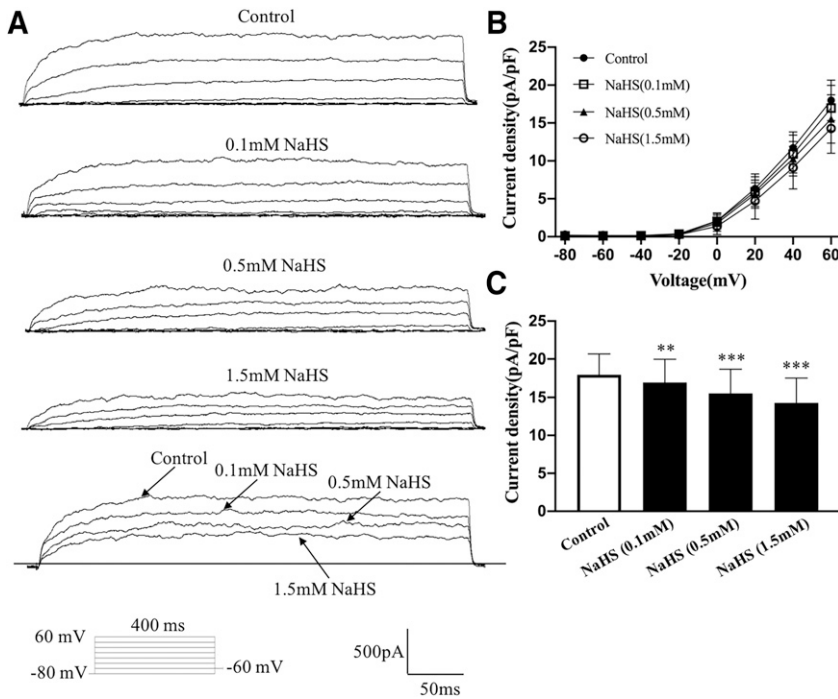 A
Control
0.1mM NaHS
0.5mM NaHS
1.5mM NaHS
Control
0.1mM NaHS
0.5mM NaHS
1.5mM NaHS
400 ms
60 mV
-80 mV
-60 mV
500pA
50ms
B
Current density(pA/pF)
25
20
15
10
5
0
-80 -60 -40 -20 0 20 40 60
Voltage(mV)
Control
NaHS(0.1mM)
NaHS(0.5mM)
NaHS(1.5mM)
C
Current density(pA/pF)
25
20
15
10
5
0
** *** ***
Control
NaHS (0.1mM)
NaHS (0.5mM)
NaHS (1.5mM)